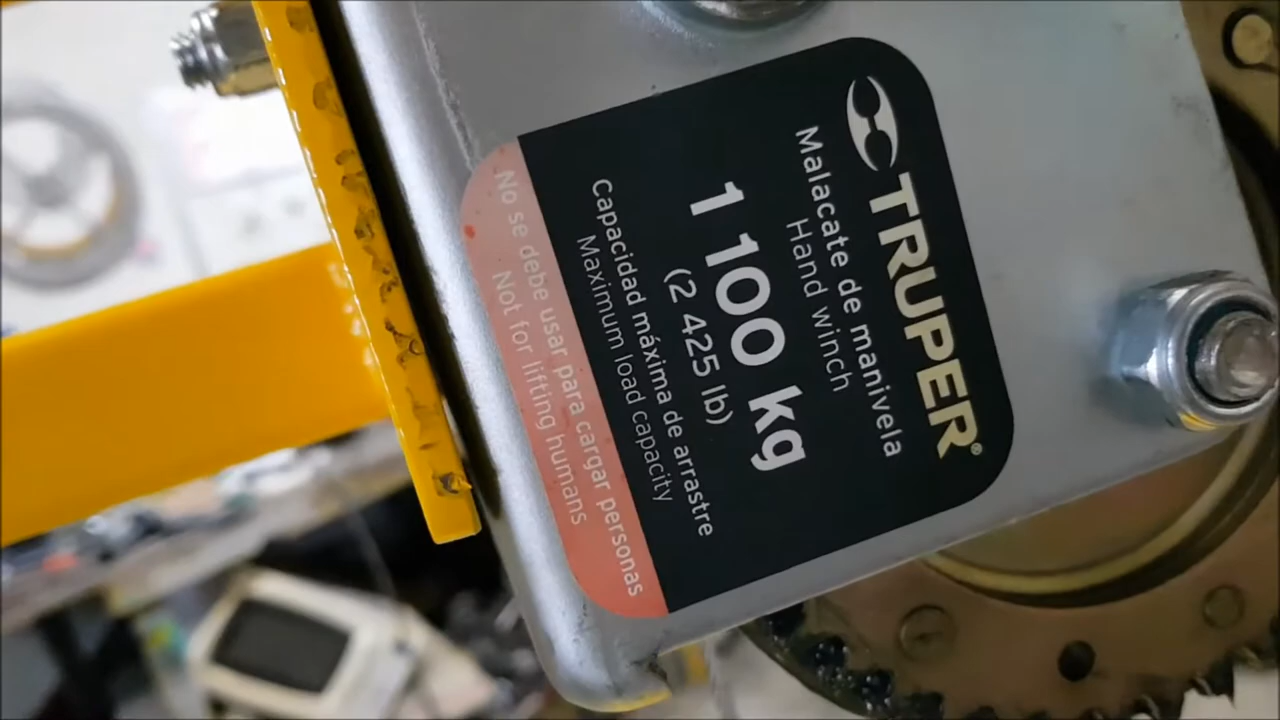 TRUPER®
Malacate de manivela
Hand winch
1 100 kg
(2 425 lb)
Capacidad máxima de arrastre
Maximum load capacity
No se debe usar para cargar personas
Not for lifting humans